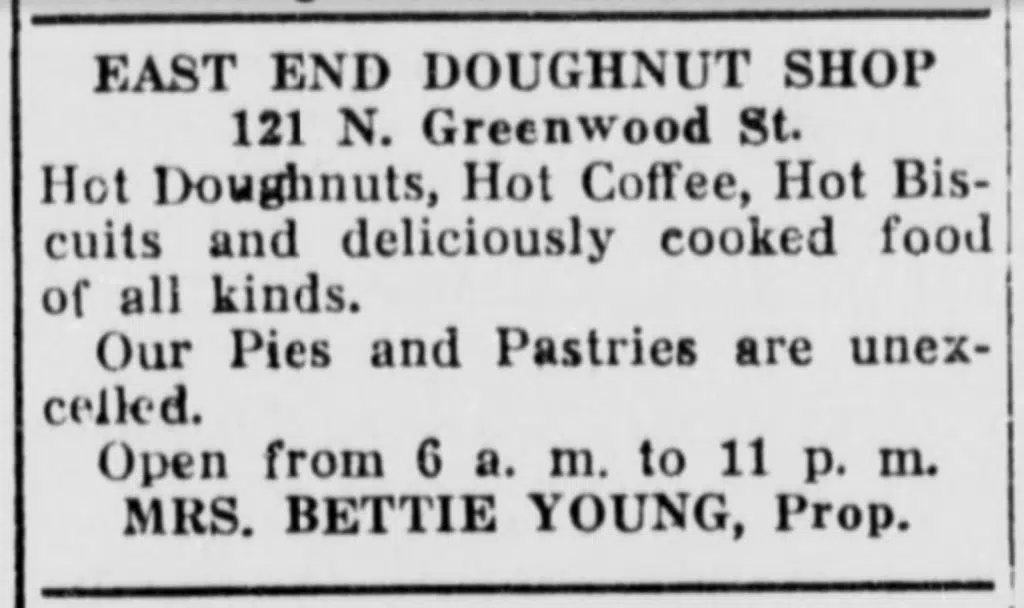 EAST END DOUGHNUT SHOP
121 N. Greenwood St.
Hot Doughnuts, Hot Coffee, Hot Bis-
cuits and deliciously cooked food
of all kinds.
Our Pies and Pastries are unex-
celled.
Open from 6 a. m. to 11 p. m.
MRS. BETTIE YOUNG, Prop.